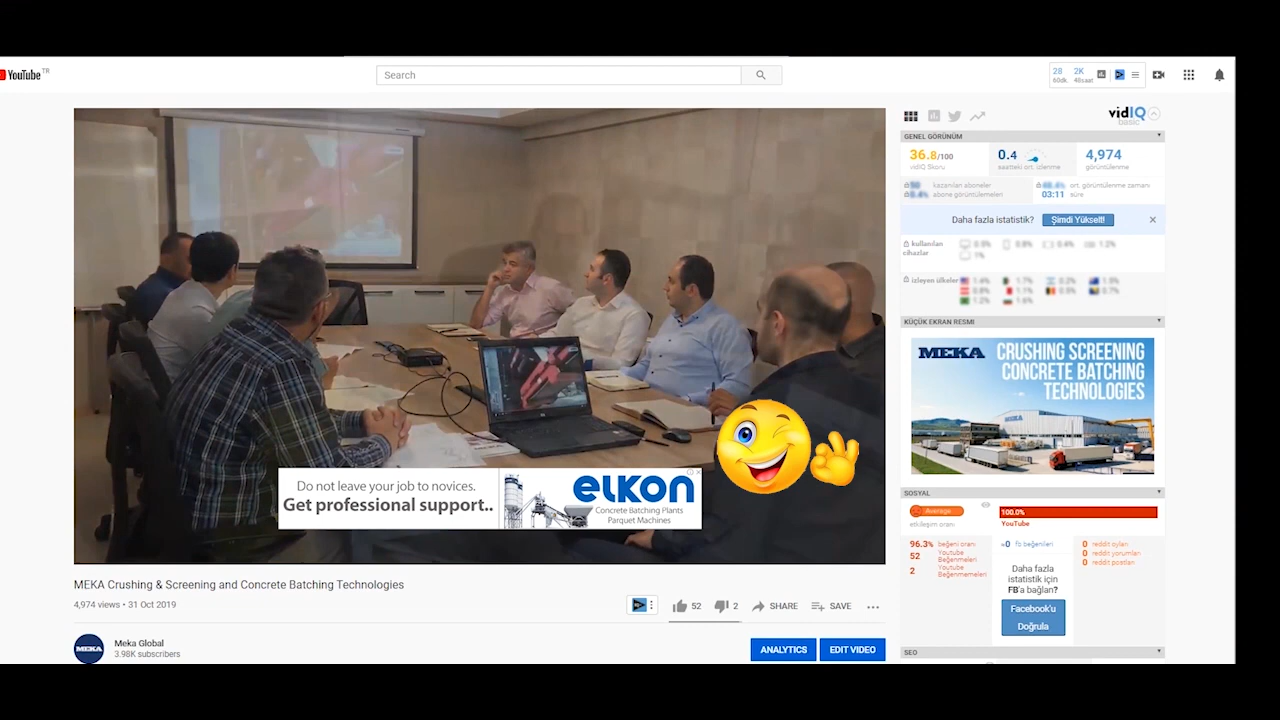 YouTube TR
Search
28
60dk.
2K
48saat
vidIQ
basic
GENEL GÖRÜNÜM
36.8/100
vidIQ Skoru
0.4
saatteki ort. izlenme
4,974
görüntülenme
kazanılan aboneler
abone görüntülemeleri
ort. görüntülenme zamanı
03:11 süre
Daha fazla istatistik?
Şimdi Yükselt!
kullanılan
cihazlar
izleyen ülkeler
KÜÇÜK EKRAN RESMI
MEKA
CRUSHING SCREENING
CONCRETE BATCHING
TECHNOLOGIES
MEKA
Do not leave your job to novices.
Get professional support..
elkon
Concrete Batching Plants
Parquet Machines
SOSYAL
Average
etkileşim oranı
100.0%
YouTube
96.3% beğeni oranı
52 Youtube
Beğenmeleri
2 Youtube
Beğenmemeleri
0 fb beğenileri
Daha fazla
istatistik için
FB'a bağlan?
Facebook'u
Doğrula
0 reddit oyları
0 reddit yorumları
0 reddit postları
SEO
MEKA Crushing & Screening and Concrete Batching Technologies
4,974 views • 31 Oct 2019
52
2
SHARE
SAVE
MEKA
Meka Global
3.98K subscribers
ANALYTICS
EDIT VIDEO